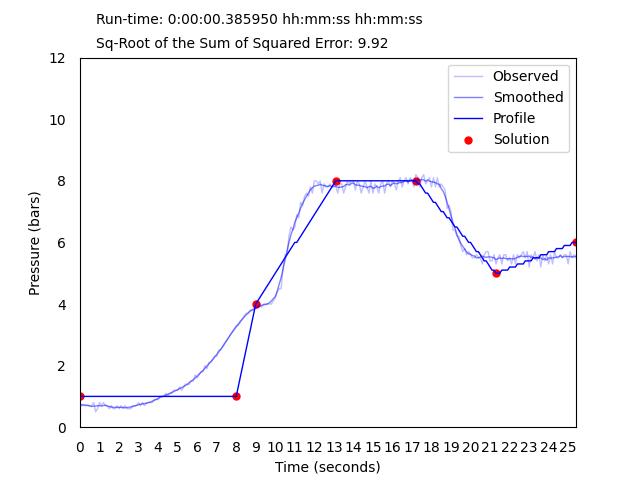 Run-time: 0:00:00.385950 hh:mm:ss hh:mm:ss
Sq-Root of the Sum of Squared Error: 9.92
12
10
8
6
4
2
0
Pressure (bars)
Observed
Smoothed
Profile
Solution
0 1 2 3 4 5 6 7 8 9 10 11 12 13 14 15 16 17 18 19 20 21 22 23 24 25
Time (seconds)